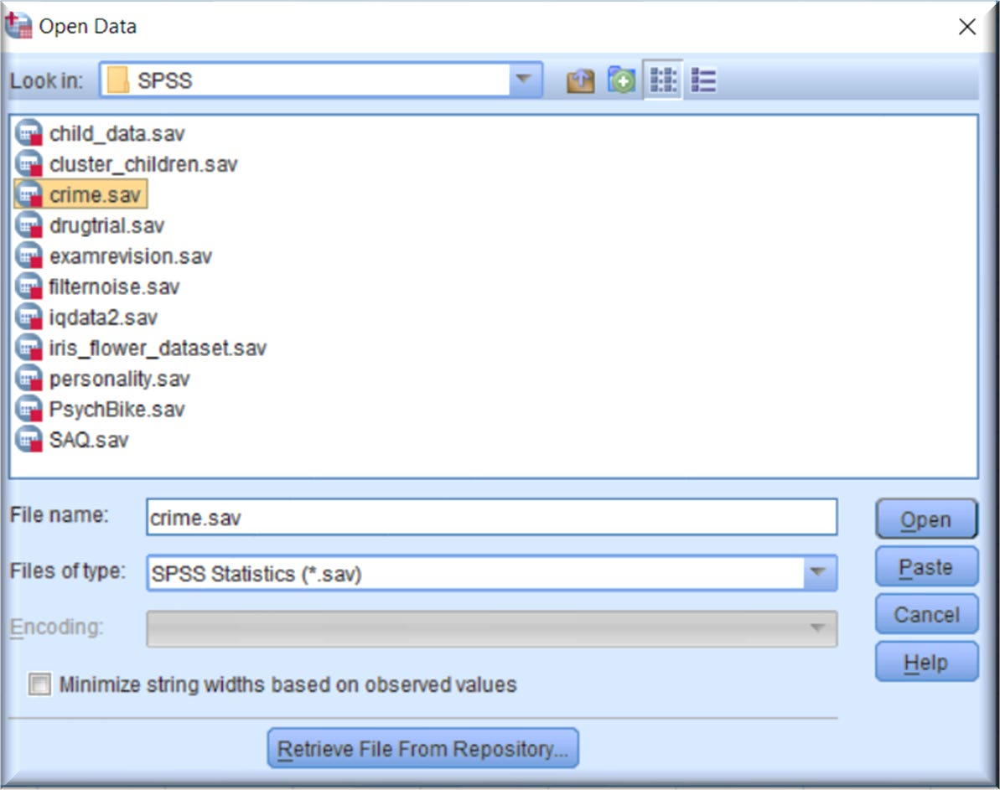 Open Data
Look in: SPSS
child_data.sav
cluster_children.sav
crime.sav
drugtrial.sav
examrevision.sav
filternoise.sav
iqdata2.sav
iris_flower_dataset.sav
personality.sav
PsychBike.sav
SAQ.sav
File name: crime.sav Open
Files of type: SPSS Statistics (*.sav) Paste
Encoding: Cancel
Minimize string widths based on observed values Help
Retrieve File From Repository...